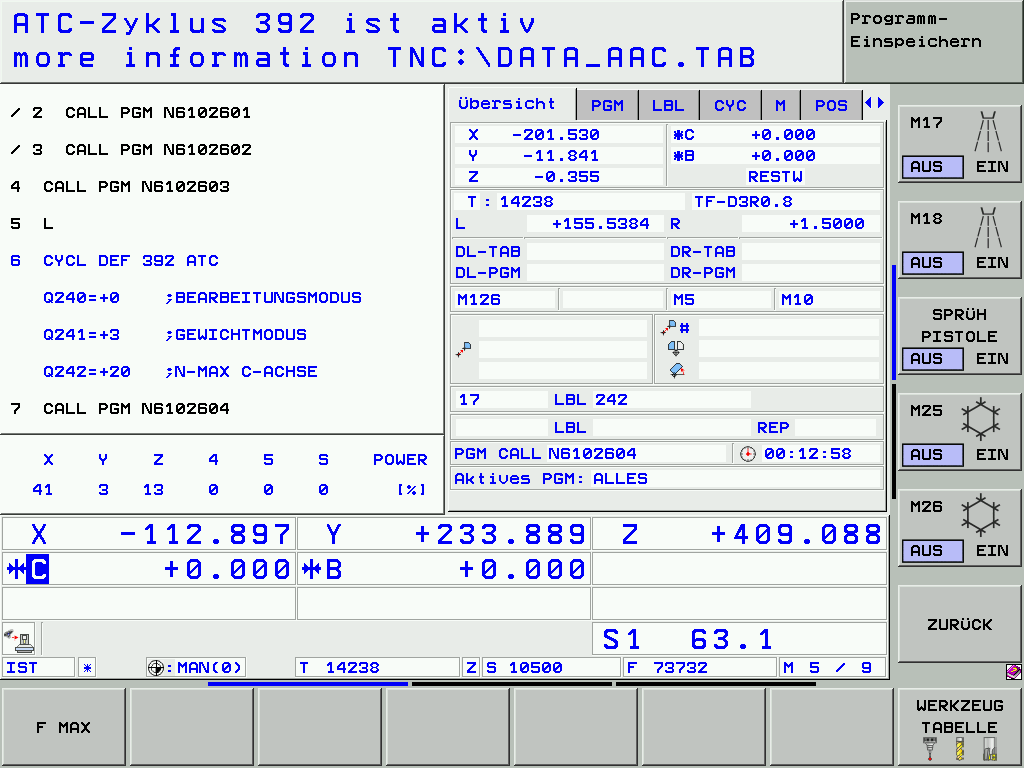 ATC-Zyklus 392 ist aktiv
more information TNC:\DATA_AAC.TAB
Programm-
Einspeichern
/ 2 CALL PGM N6102601
/ 3 CALL PGM N6102602
4 CALL PGM N6102603
5 L
6 CYCL DEF 392 ATC
Q240=+0 ;BEARBEITUNGSMODUS
Q241=+3 ;GEWICHTMODUS
Q242=+20 ;N-MAX C-ACHSE
7 CALL PGM N6102604
X Y Z 4 5 S POWER
41 3 13 0 0 0 [%]
Übersicht PGM LBL CYC M POS
X -201.530 *C +0.000
Y -11.841 *B +0.000
Z -0.355 RESTW
T : 14238 TF-D3R0.8
L +155.5384 R +1.5000
DL-TAB DR-TAB
DL-PGM DR-PGM
M126 M5 M10
#
17 LBL 242
LBL REP
PGM CALL N6102604 00:12:58
Aktives PGM: ALLES
X -112.897 Y +233.889 Z +409.088
*C +0.000 *B +0.000
S1 63.1
IST * :MAN(0) T 14238 Z S 10500 F 73732 M 5 / 9
M17
AUS EIN
M18
AUS EIN
SPRÜH
PISTOLE
AUS EIN
M25
AUS EIN
M26
AUS EIN
ZURÜCK
F MAX
WERKZEUG
TABELLE